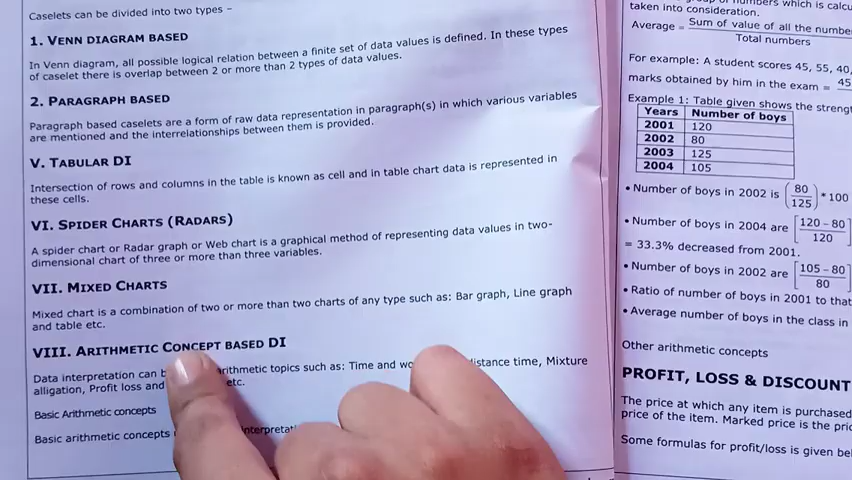 Caselets can be divided into two types –
1. VENN DIAGRAM BASED
In Venn diagram, all possible logical relation between a finite set of data values is defined. In these types
of caselet there is overlap between 2 or more than 2 types of data values.
2. PARAGRAPH BASED
Paragraph based caselets are a form of raw data representation in paragraph(s) in which various variables
are mentioned and the interrelationships between them is provided.
V. TABULAR DI
Intersection of rows and columns in the table is known as cell and in table chart data is represented in
these cells.
VI. SPIDER CHARTS (RADARS)
A spider chart or Radar graph or Web chart is a graphical method of representing data values in two-
dimensional chart of three or more than three variables.
VII. MIXED CHARTS
Mixed chart is a combination of two or more than two charts of any type such as: Bar graph, Line graph
and table etc.
VIII. ARITHMETIC CONCEPT BASED DI
Data interpretation can arithmetic topics such as: Time and distance time, Mixture
alligation, Profit loss and etc.
Basic Arithmetic concepts
Basic arithmetic concepts
numbers which is
taken into consideration.
Average = Sum of value of all the
Total numbers
For example: A student scores 45, 55, 40,
marks obtained by him in the exam = 45
Example 1: Table given shows the
Years Number of boys
2001 120
2002 80
2003 125
2004 105
• Number of boys in 2002 is (80/125) * 100
• Number of boys in 2004 are [120 – 80/120]
= 33.3% decreased from 2001.
• Number of boys in 2002 are [105 – 80/80]
• Ratio of number of boys in 2001 to that
• Average number of boys in the class in
Other arithmetic concepts
PROFIT, LOSS & DISCOUNT
The price at which any item is purchased
price of the item. Marked price is the
Some formulas for profit/loss is given